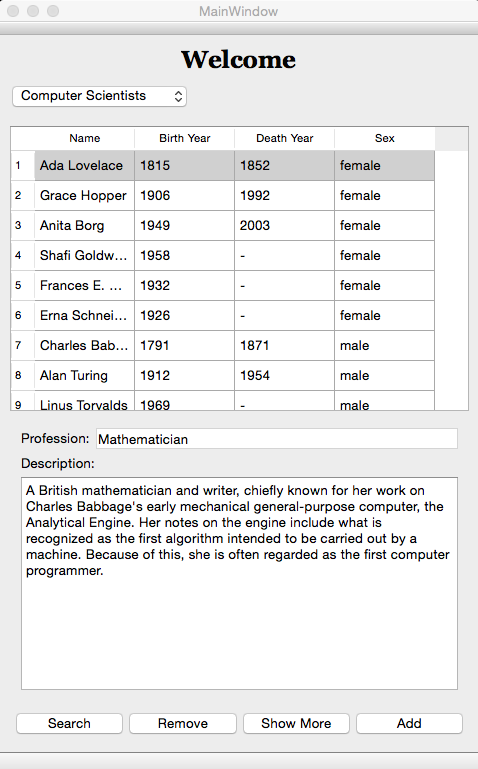 MainWindow
Welcome
Computer Scientists
Name Birth Year Death Year Sex
1 Ada Lovelace 1815 1852 female
2 Grace Hopper 1906 1992 female
3 Anita Borg 1949 2003 female
4 Shafi Goldw... 1958 - female
5 Frances E. ... 1932 - female
6 Erna Schnei... 1926 - female
7 Charles Bab... 1791 1871 male
8 Alan Turing 1912 1954 male
9 Linus Torvalds 1969 - male
Profession: Mathematician
Description:
A British mathematician and writer, chiefly known for her work on
Charles Babbage's early mechanical general-purpose computer, the
Analytical Engine. Her notes on the engine include what is
recognized as the first algorithm intended to be carried out by a
machine. Because of this, she is often regarded as the first computer
programmer.
Search Remove Show More Add